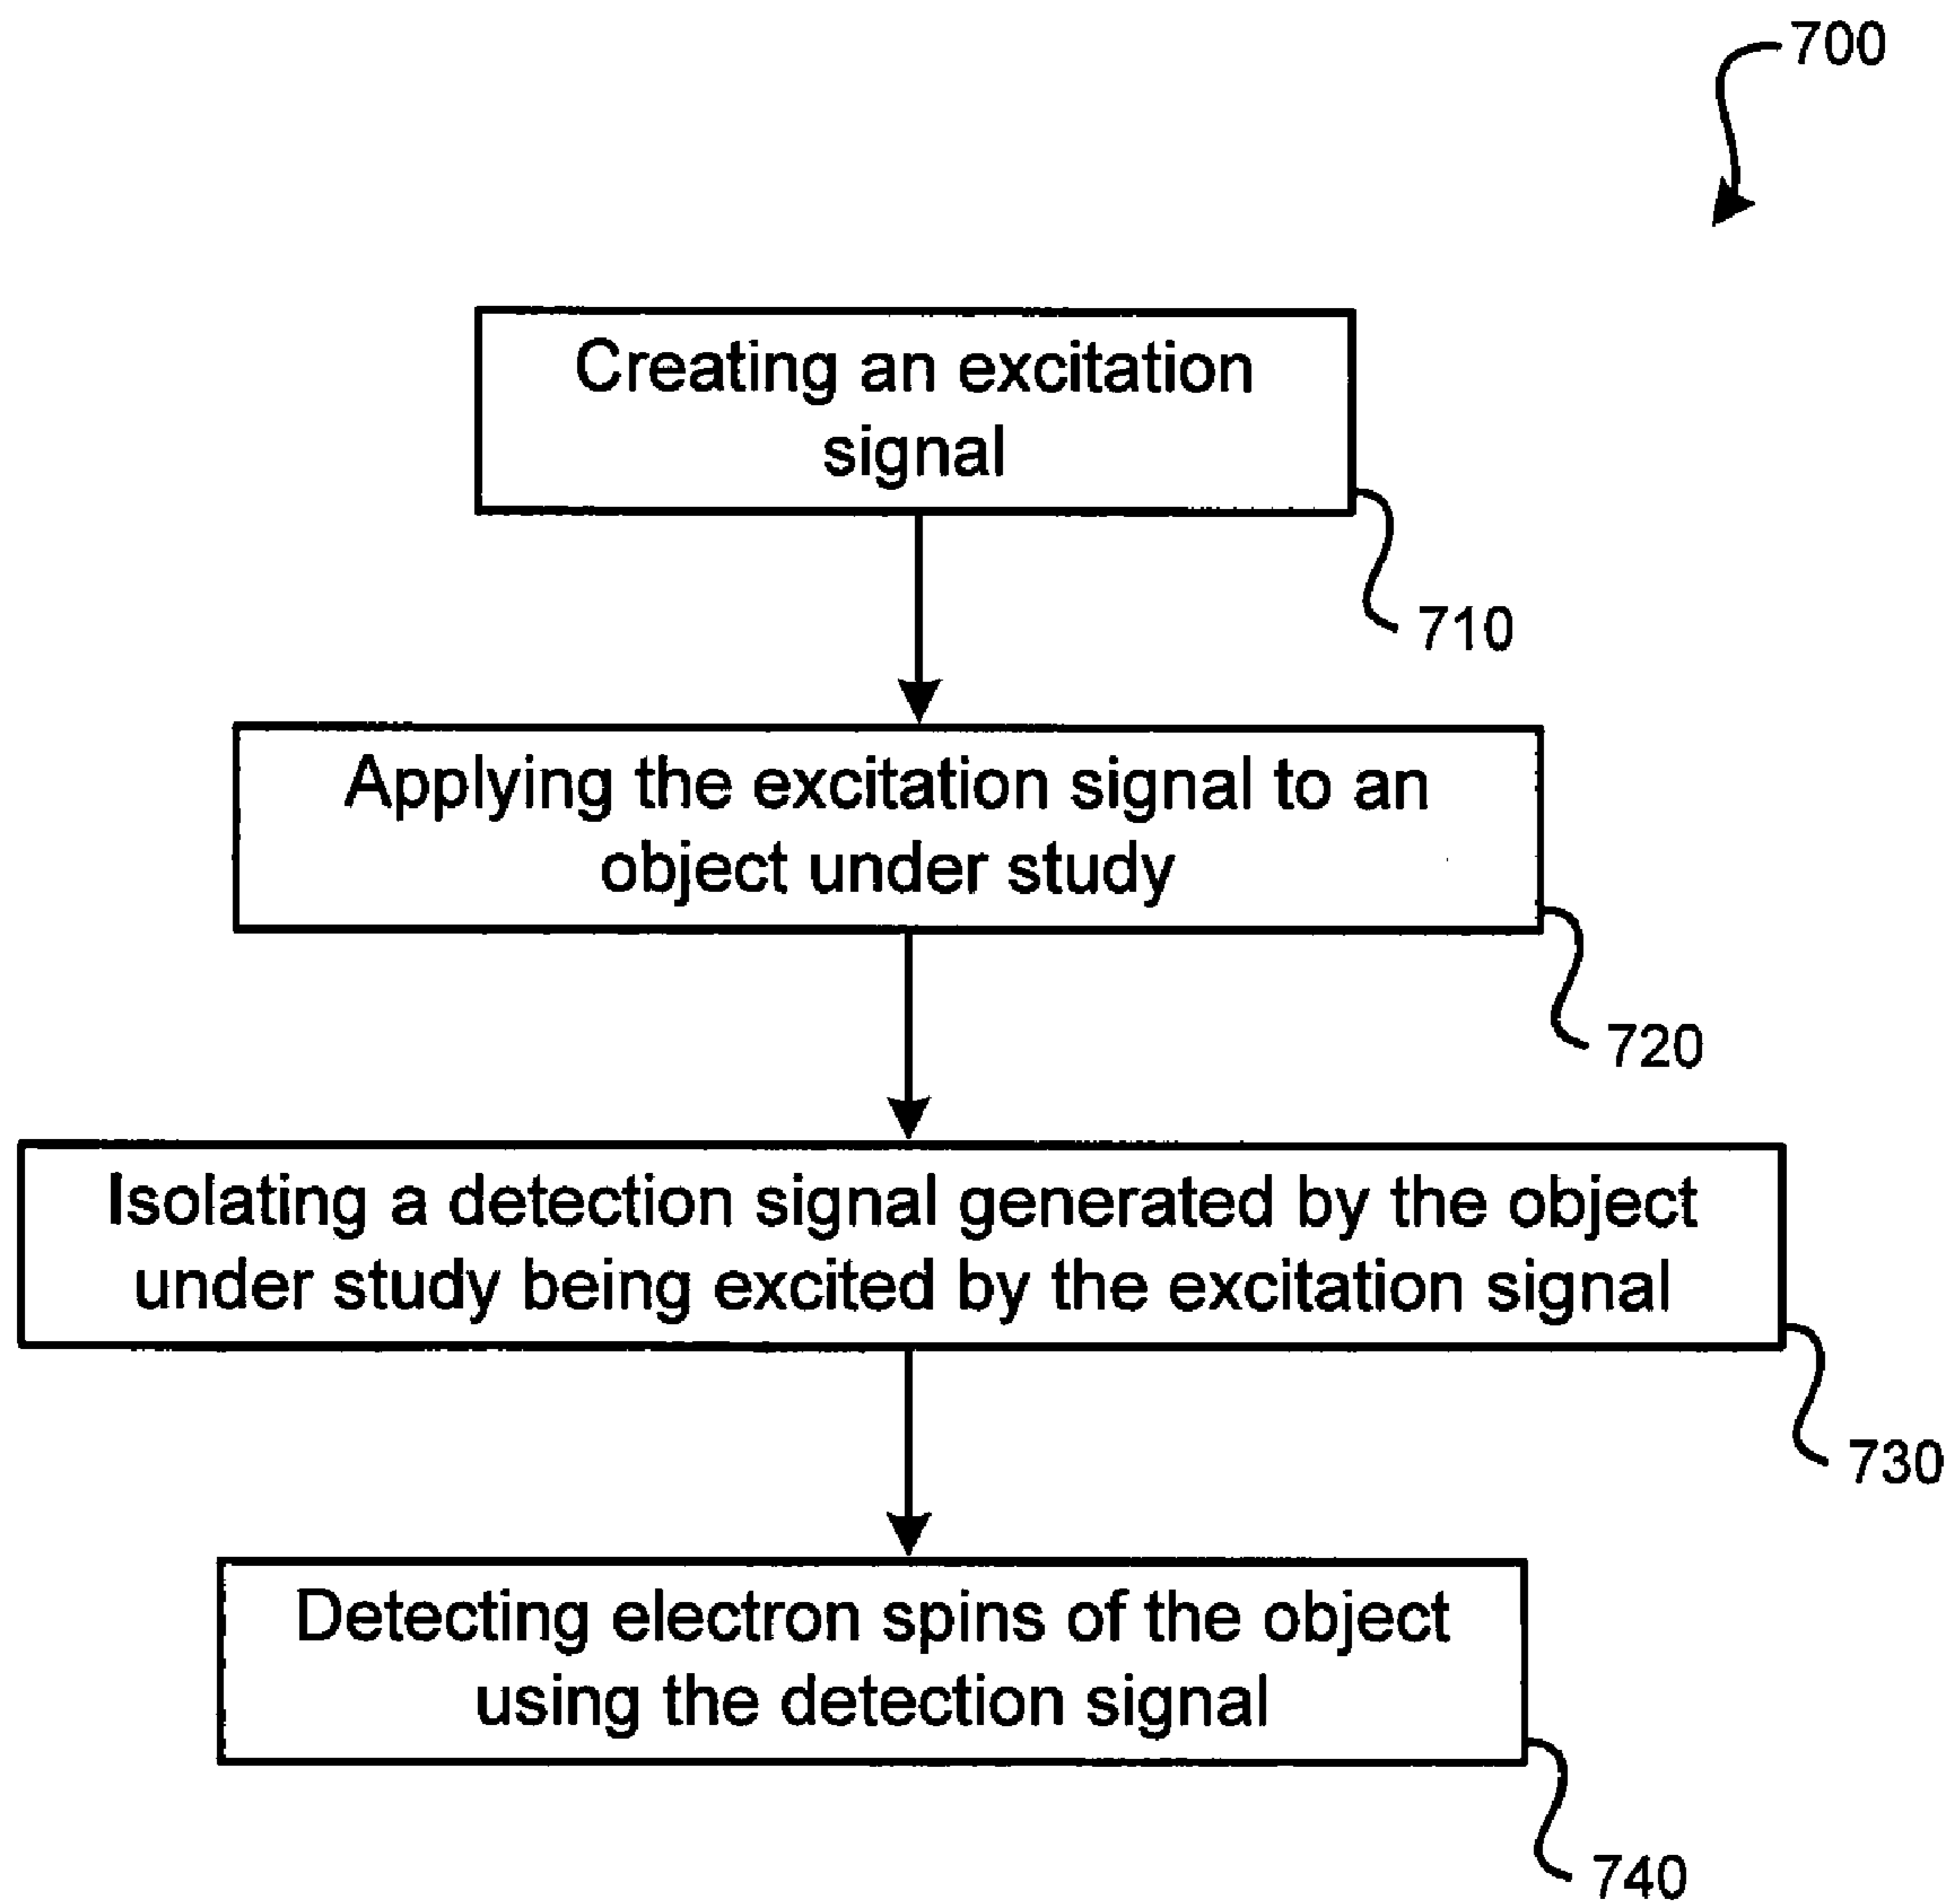 700
Creating an excitation
signal
710
Applying the excitation signal to an
object under study
720
Isolating a detection signal generated by the object
under study being excited by the excitation signal
730
Detecting electron spins of the object
using the detection signal
740